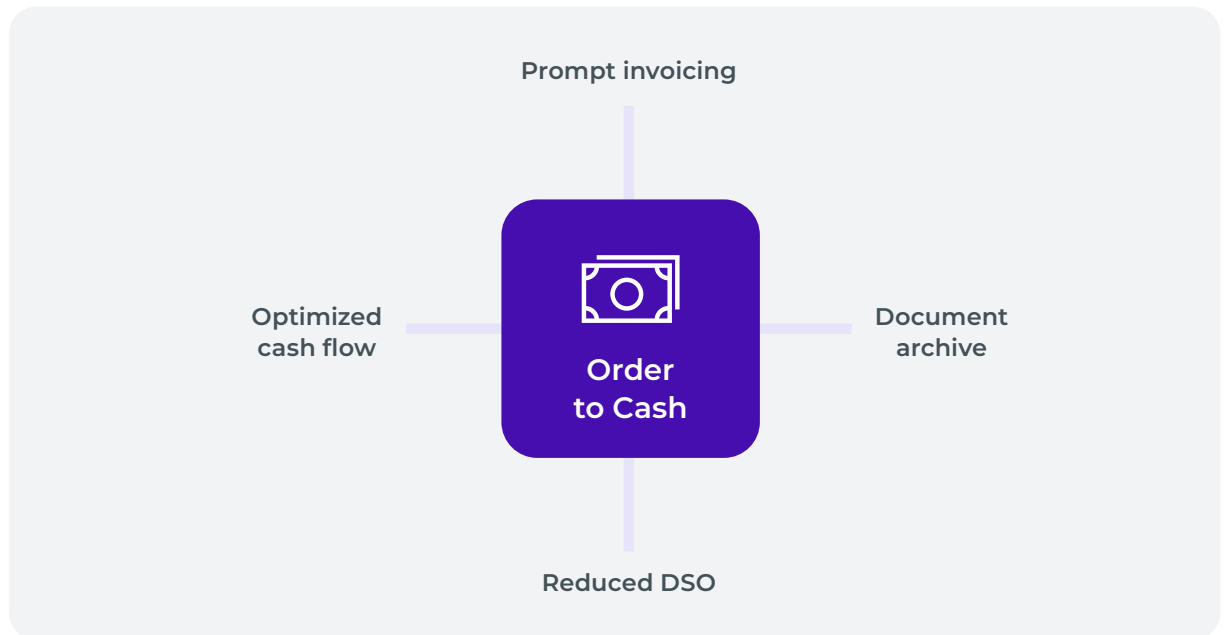 Prompt invoicing
Optimized
cash flow
Order
to Cash
Document
archive
Reduced DSO